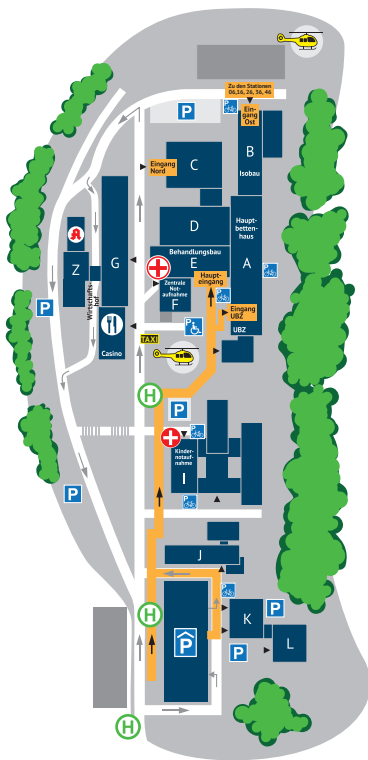 Zu den Stationen
06,16, 26, 36, 46
P
P
Ein-
gang
Ost
B
Isobau
Eingang
Nord
C
D
Haupt-
betten-
haus
Behandlungsbau
E
A
G
Z
Wirtschafts-
hof
Haupt-
eingang
P
Zentrale
Not-
aufnahme
F
P
P
Eingang
UBZ
UBZ
P
TAXI
Casino
H
P
P
Kinder-
notauf-
nahme
I
P
P
J
P
H
P
K
P
L
P
H